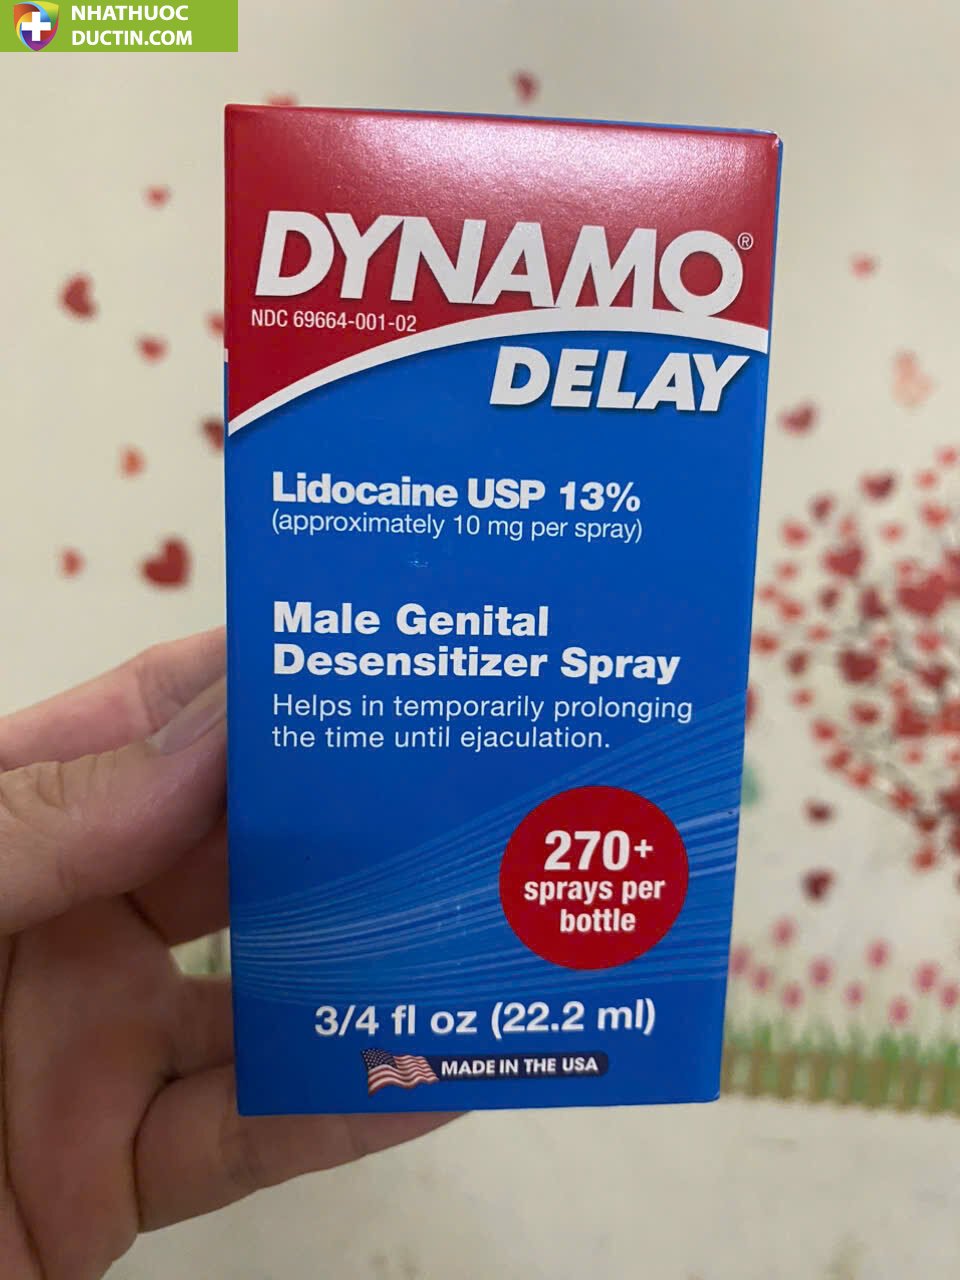 NHATHUOC
DUCTIN.COM
DYNAMO®
NDC 69664-001-02
DELAY
Lidocaine USP 13%
(approximately 10 mg per spray)
Male Genital
Desensitizer Spray
Helps in temporarily prolonging
the time until ejaculation.
270+
sprays per
bottle
3/4 fl oz (22.2 ml)
MADE IN THE USA